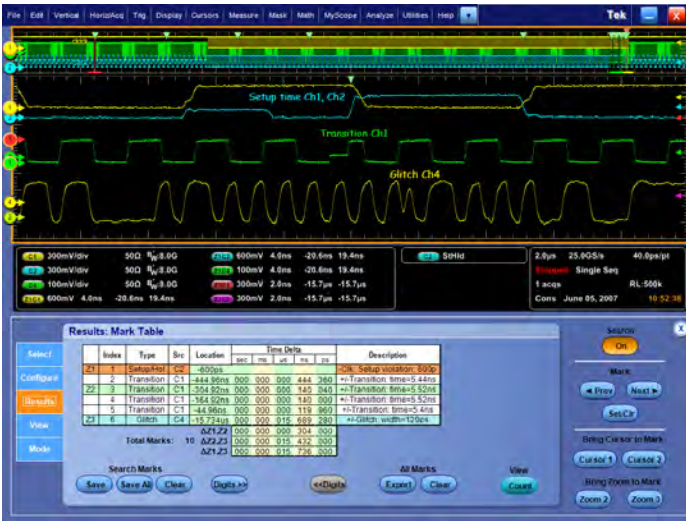 File Edit Vertical Horiz/Acq Trig Display Cursors Measure Mask Math MyScope Analyze Utilities Help Tek X
Setup time Ch1, Ch2
Transition Ch1
Glitch Ch4
C1 300mV/div 50Ω 8.0G
300mV/div 50Ω 8.0G
100mV/div 50Ω 8.0G
Z1C1 600mV 4.0ns -20.6ns 19.4ns
600mV 4.0ns -20.6ns 19.4ns
100mV 4.0ns -20.6ns 19.4ns
300mV 2.0ns -15.7µs -15.7µs
300mV 2.0ns -15.7µs -15.7µs
StHld
2.0µs 25.0GS/s 40.0ps/pt
Stopped Single Seq
1 acqs RL:500k
Cons June 05, 2007 10:52:38
Select
Configure
Results
View
Mode
Results: Mark Table
Index Type Src Location Time Delta Description
sec ms µs ns ps
Z1 1 Setup/Hol C2 -600ps -Clk: Setup violation: 600p
2 Transition C1 -444.96ns 000 000 000 444 360 +/-Transition: time=5.44ns
Z2 3 Transition C1 -304.92ns 000 000 000 140 040 +/-Transition: time=5.52ns
4 Transition C1 -164.92ns 000 000 000 140 000 +/-Transition: time=5.52ns
5 Transition C1 -44.96ns 000 000 000 119 960 +/-Transition: time=5.4ns
Z3 6 Glitch C4 -15.734us 000 000 015 689 280 +/-Glitch: width=120ps
Total Marks: 10
ΔZ1,Z2 000 000 000 304 000
ΔZ2,Z3 000 000 015 432 000
ΔZ1,Z3 000 000 015 736 000
Search Marks
Save Save All Clear
Digits >>
<<Digits
All Marks
Export Clear
View
Count
Search
On
X
Mark
◄ Prev Next ►
Set/Clr
Bring Cursor to Mark
Cursor 1 Cursor 2
Bring Zoom to Mark
Zoom 2 Zoom 3